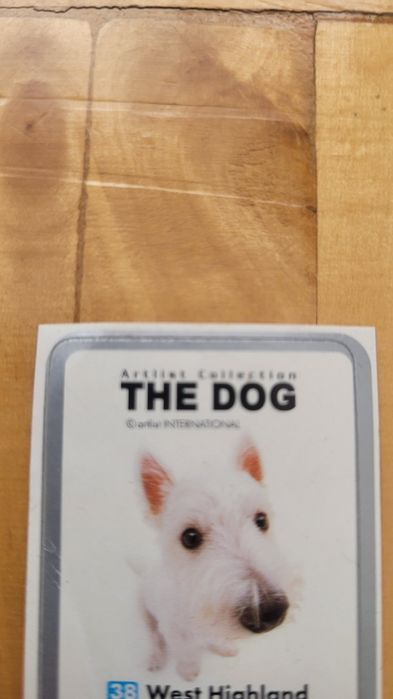 Artlist Collection
THE DOG
© artlist INTERNATIONAL
38 West Highland